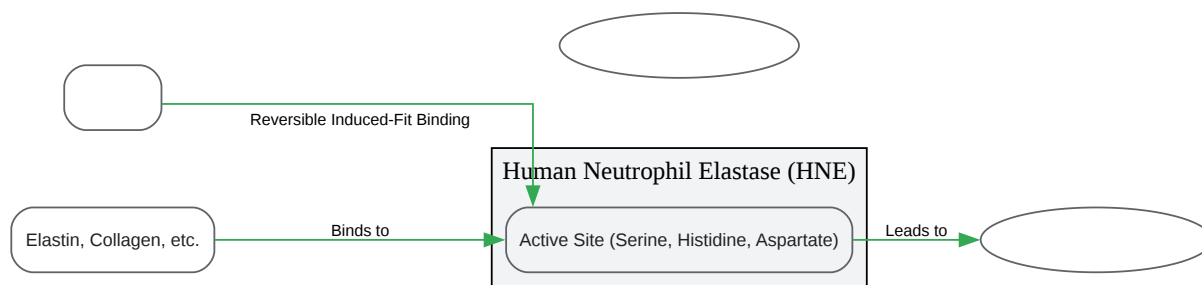 Reversible Induced-Fit Binding
Human Neutrophil Elastase (HNE)
Elastin, Collagen, etc.
Binds to
Active Site (Serine, Histidine, Aspartate)
Leads to